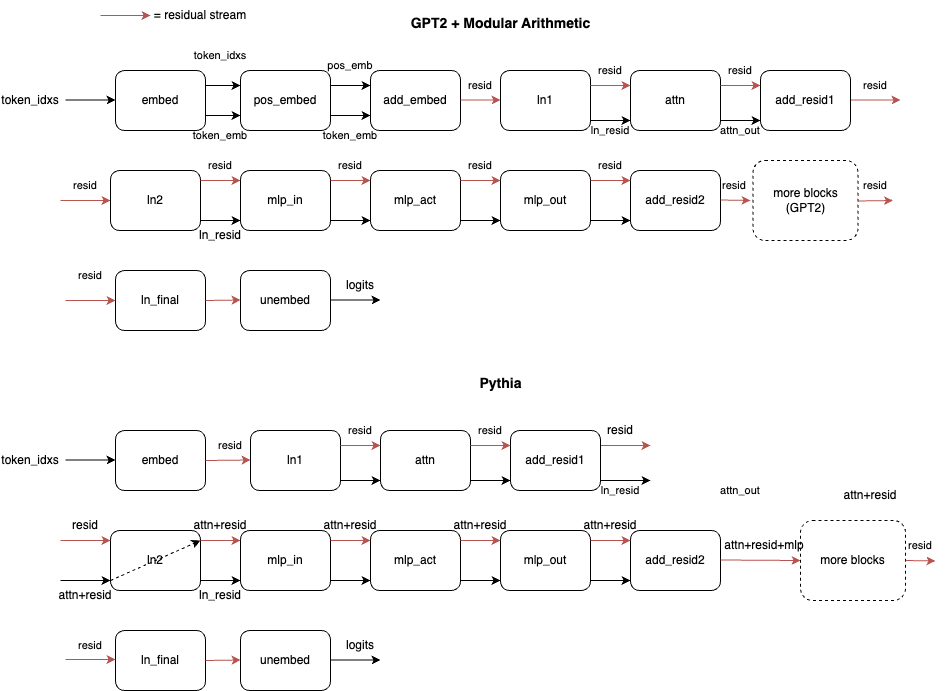 = residual stream
GPT2 + Modular Arithmetic
token_idxs
embed
token_idxs
token_emb
pos_embed
pos_emb
token_emb
add_embed
resid
ln1
resid
ln_resid
attn
resid
attn_out
add_resid1
resid
resid
ln2
resid
ln_resid
mlp_in
resid
mlp_act
resid
mlp_out
resid
add_resid2
resid
more blocks
(GPT2)
resid
resid
ln_final
unembed
logits
Pythia
token_idxs
embed
resid
ln1
resid
attn
resid
add_resid1
resid
ln_resid
attn_out
attn+resid
resid
attn+resid
ln2
attn+resid
ln_resid
mlp_in
attn+resid
mlp_act
attn+resid
mlp_out
attn+resid
add_resid2
attn+resid+mlp
more blocks
resid
resid
ln_final
unembed
logits